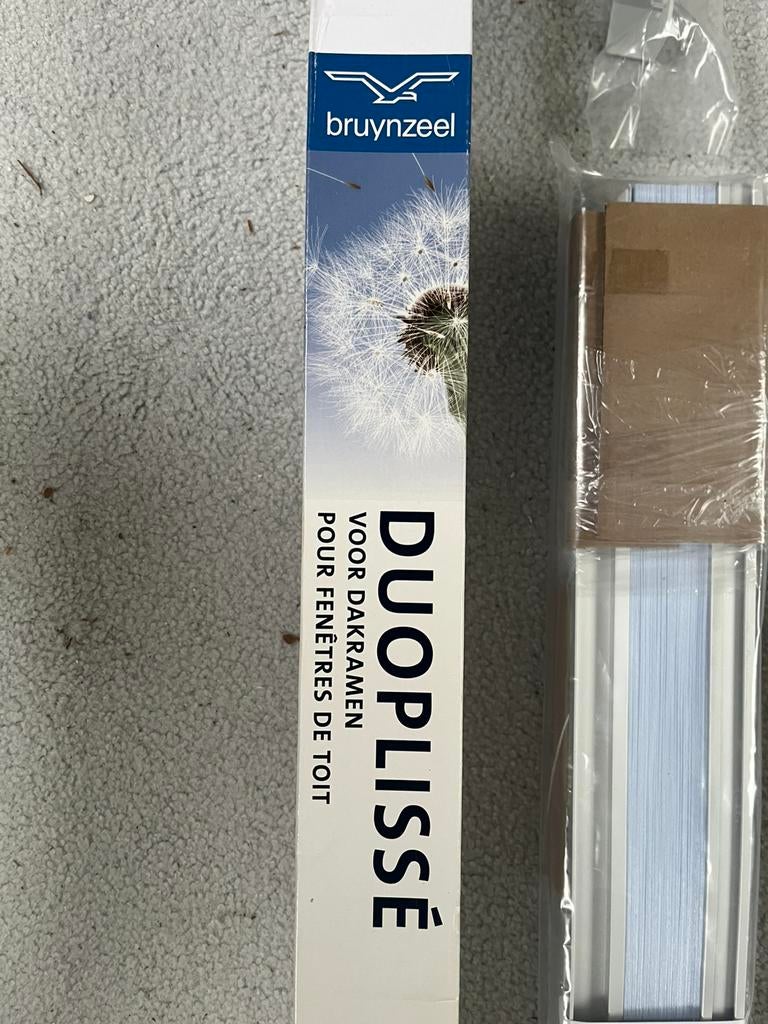 bruynzeel
DUOPLISSÉ
VOOR DAKRAMEN
POUR FENÊTRES DE TOIT